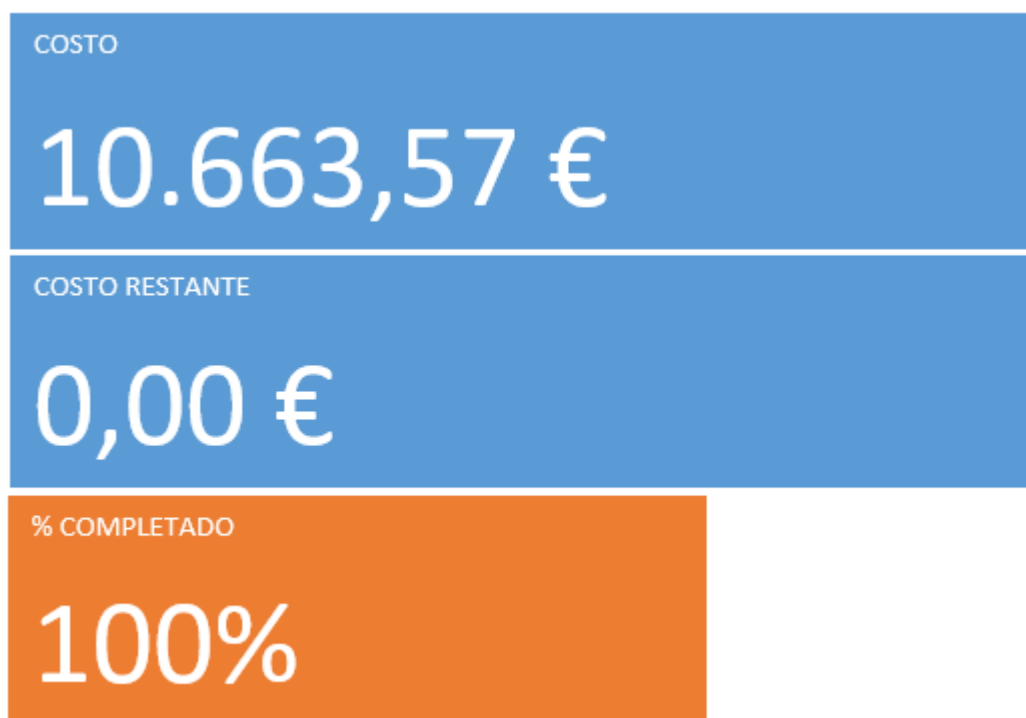 COSTO
10.663,57 €
COSTO RESTANTE
0,00 €
% COMPLETADO
100%